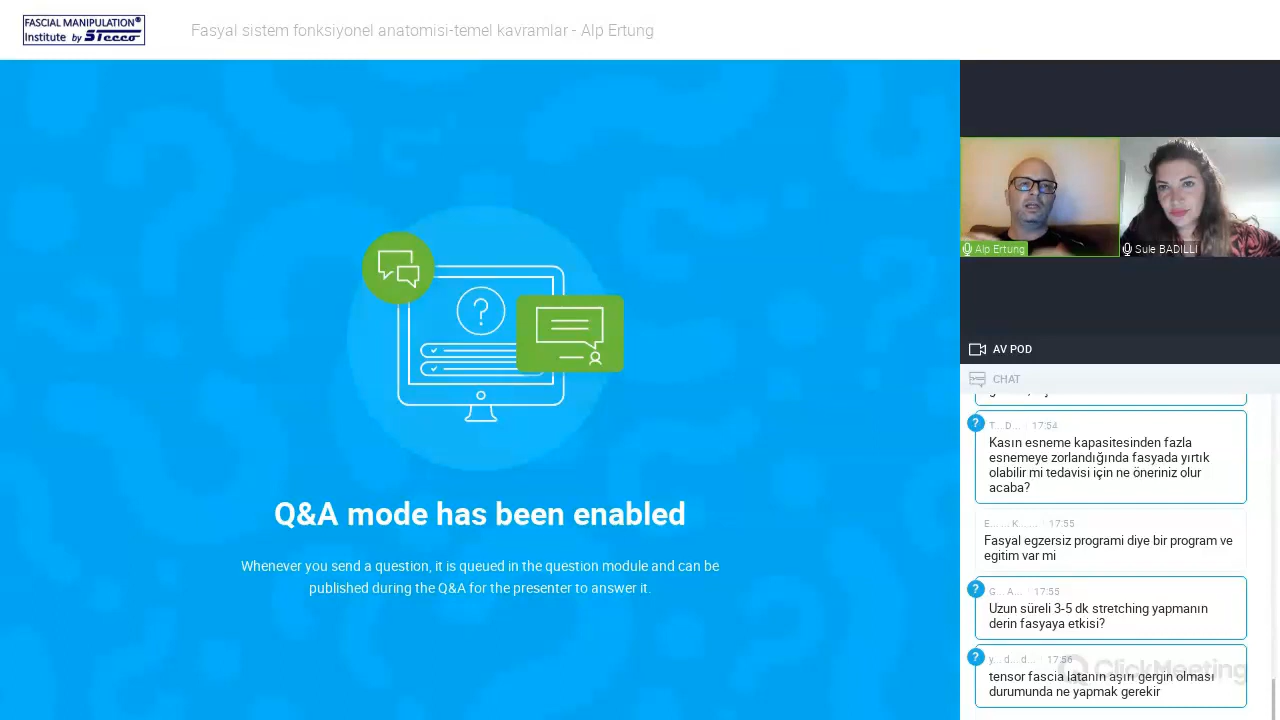 FASCIAL MANIPULATION®
Institute by Stecco
Fasyal sistem fonksiyonel anatomisi-temel kavramlar - Alp Ertung
Q&A mode has been enabled
Whenever you send a question, it is queued in the question module and can be
published during the Q&A for the presenter to answer it.
Alp Ertung
Sule BADILLI
AV POD
CHAT
T... D... 17:54
Kasın esneme kapasitesinden fazla
esnemeye zorlandığında fasyada yırtık
olabilir mi tedavisi için ne öneriniz olur
acaba?
E... ... K... ... 17:55
Fasyal egzersiz programi diye bir program ve
egitim var mi
G... A... 17:55
Uzun süreli 3-5 dk stretching yapmanın
derin fasyaya etkisi?
y... d... d... 17:56
ClickMeeting
tensor fascia latanın aşırı gergin olması
durumunda ne yapmak gerekir